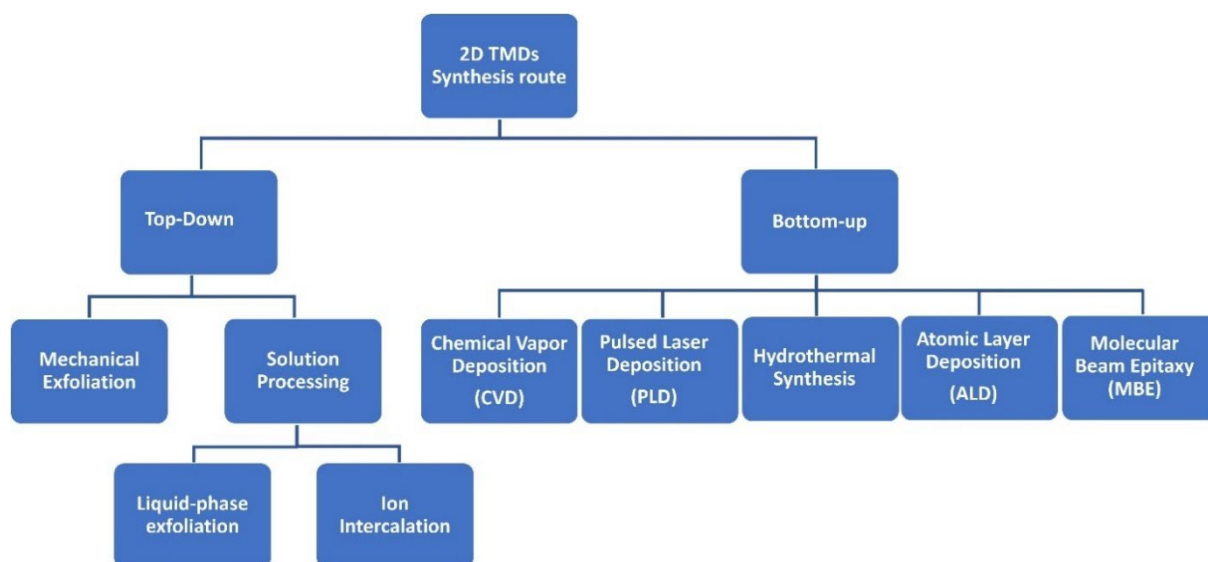 2D TMDs
Synthesis route
Top-Down
Bottom-up
Mechanical
Exfoliation
Solution
Processing
Chemical Vapor
Deposition
(CVD)
Pulsed Laser
Deposition
(PLD)
Hydrothermal
Synthesis
Atomic Layer
Deposition
(ALD)
Molecular
Beam Epitaxy
(MBE)
Liquid-phase
exfoliation
Ion
Intercalation